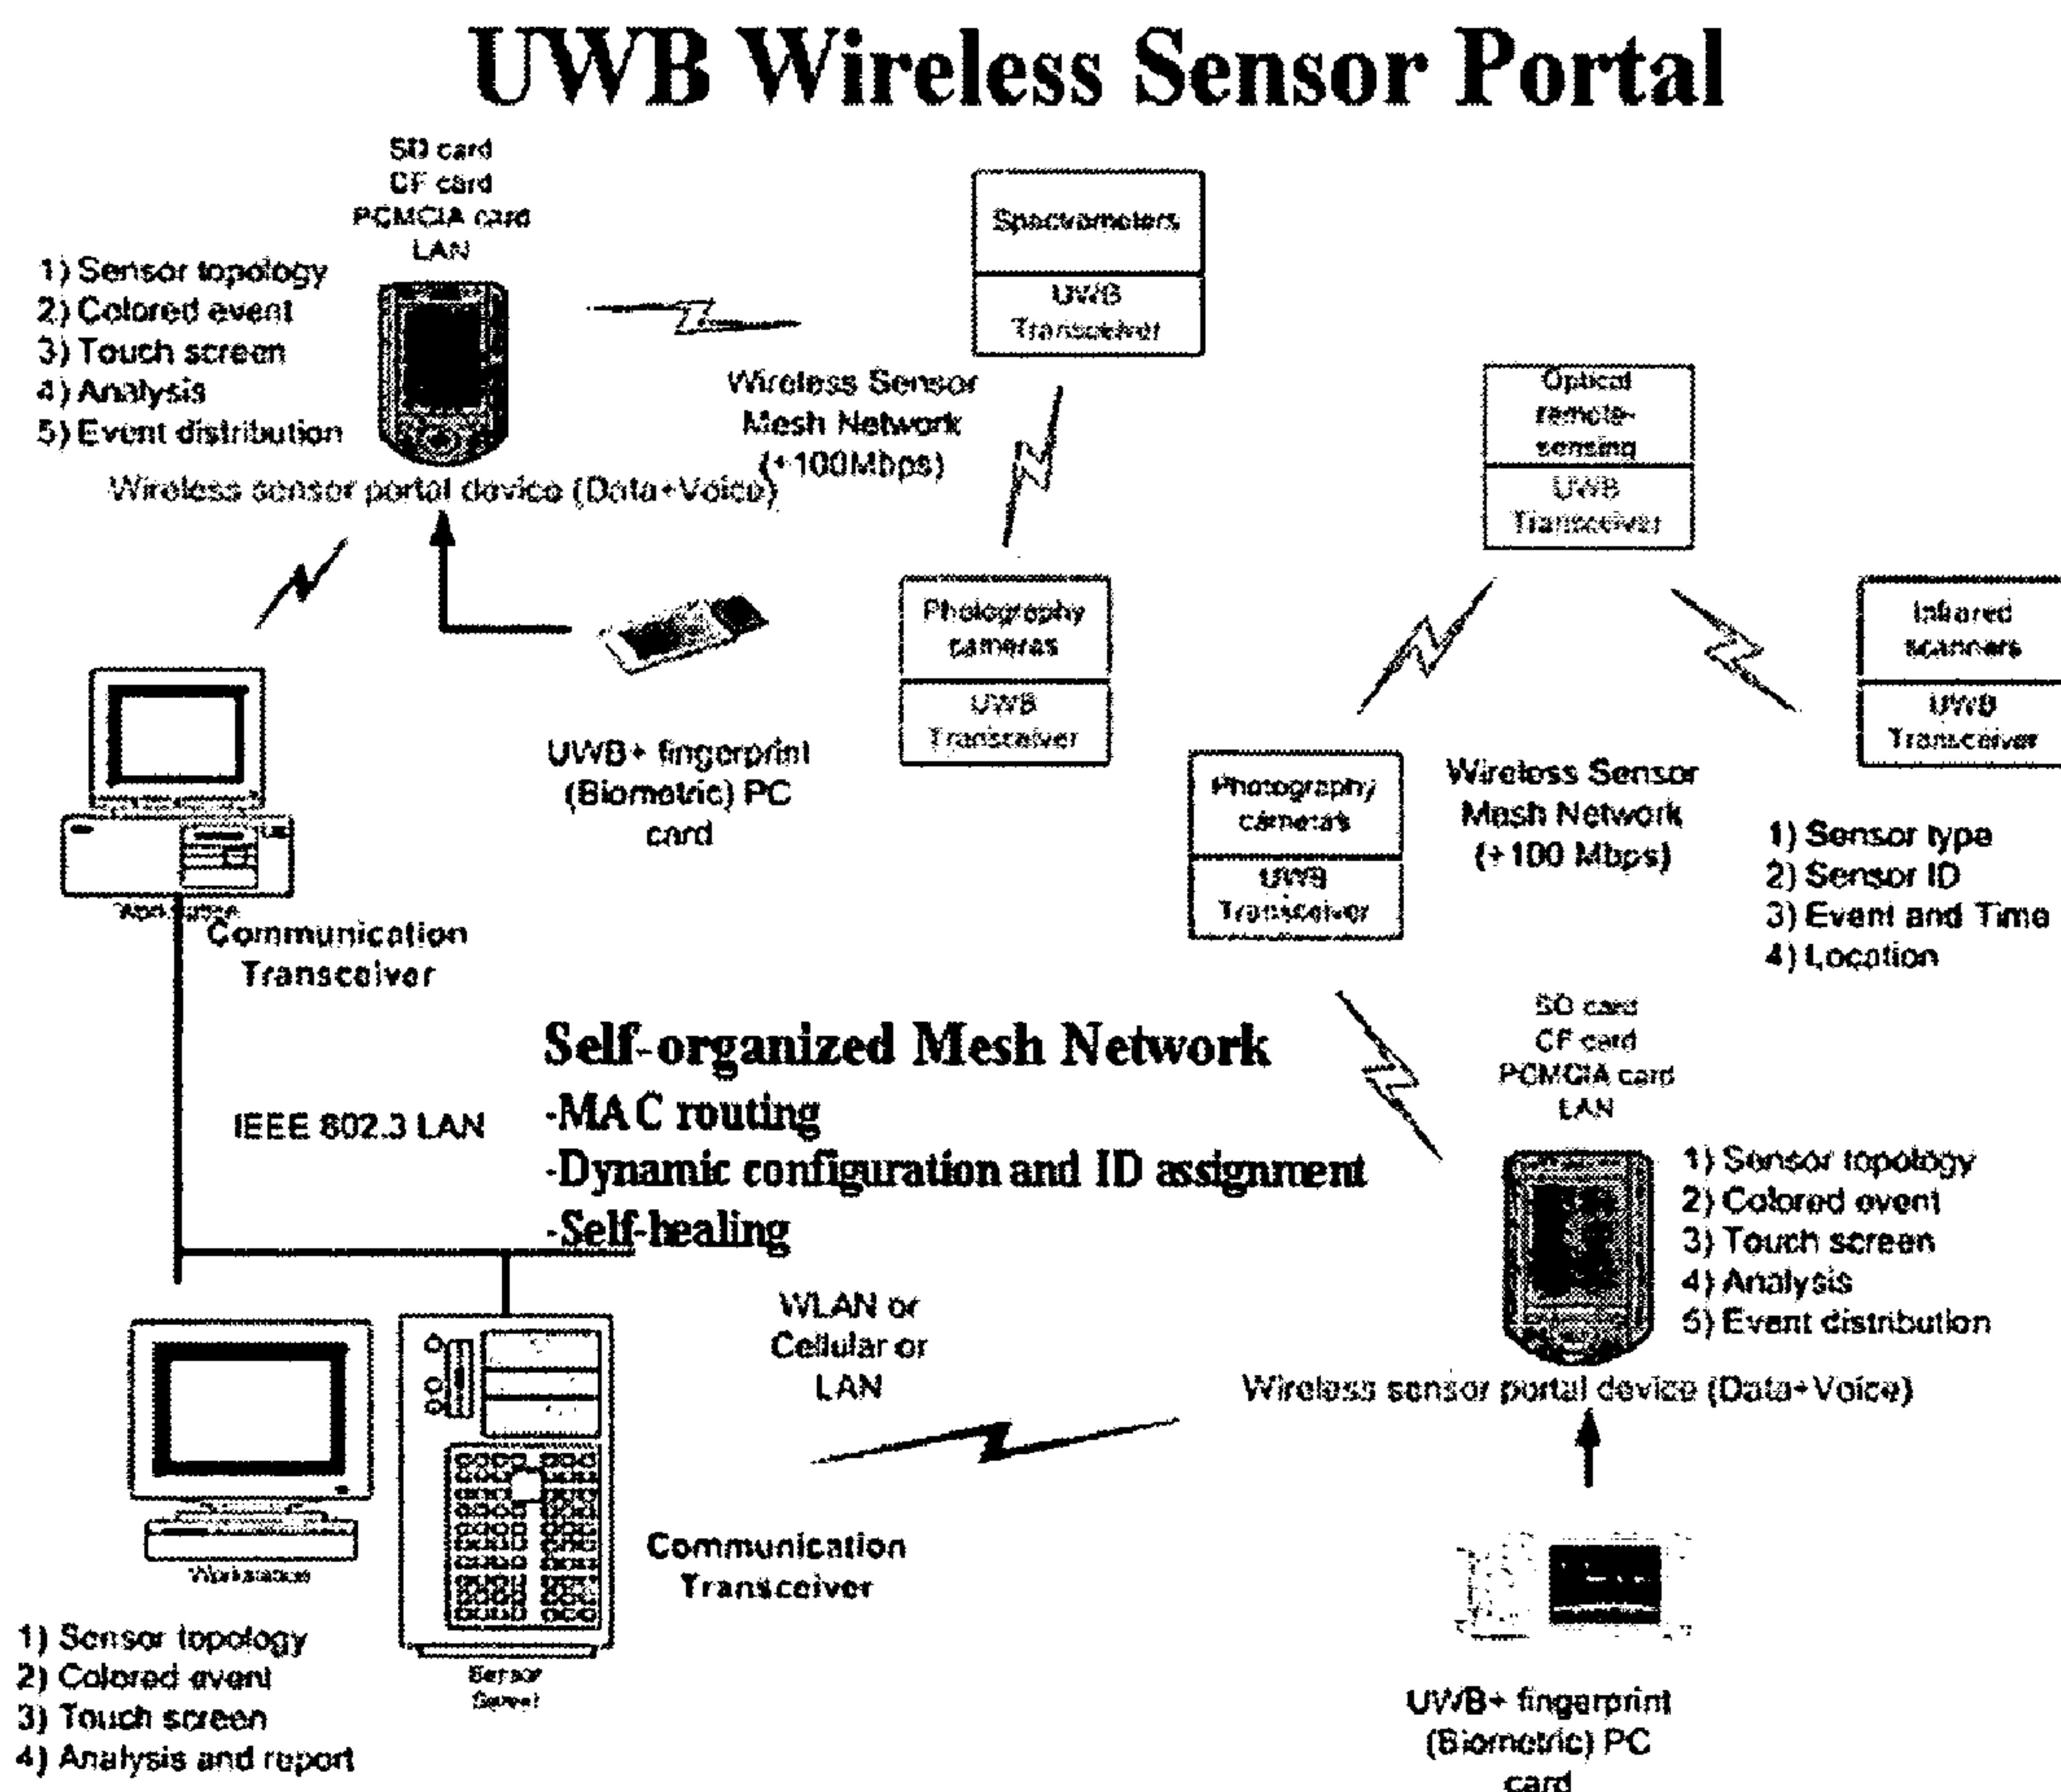 UWB Wireless Sensor Portal
SD card
CF card
PCMCIA card
LAN
1) Sensor topology
2) Colored event
3) Touch screen
4) Analysis
5) Event distribution
Wireless sensor portal device (Data+Voice)
Wireless Sensor
Mesh Network
(+100Mbps)
Spectrometers
UWB
Transceiver
Optical
remote-
sensing
UWB
Transceiver
Photography
cameras
UWB
Transceiver
Infrared
scanners
UWB
Transceiver
UWB+ fingerprint
(Biometric) PC
card
Photography
cameras
UWB
Transceiver
Wireless Sensor
Mesh Network
(+100 Mbps)
1) Sensor type
2) Sensor ID
3) Event and Time
4) Location
Workstation
Communication
Transceiver
IEEE 802.3 LAN
Self-organized Mesh Network
-MAC routing
-Dynamic configuration and ID assignment
-Self-healing
SD card
CF card
PCMCIA card
LAN
1) Sensor topology
2) Colored event
3) Touch screen
4) Analysis
5) Event distribution
Wireless sensor portal device (Data+Voice)
WLAN or
Cellular or
LAN
Communication
Transceiver
Workstation
Sensor
Server
1) Sensor topology
2) Colored event
3) Touch screen
4) Analysis and report
UWB+ fingerprint
(Biometric) PC
card